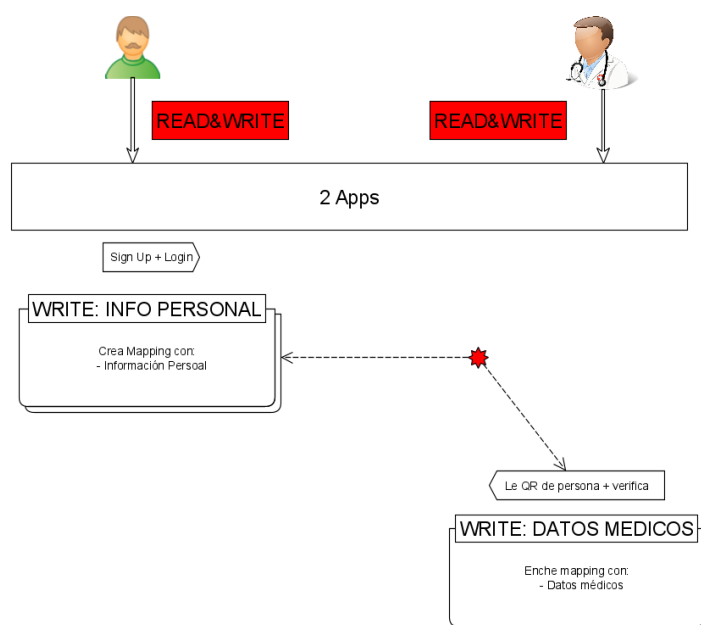 READ&WRITE
READ&WRITE
2 Apps
Sign Up + Login
WRITE: INFO PERSONAL
Crea Mapping con:
- Información Persoal
Le QR de persona + verifica
WRITE: DATOS MEDICOS
Enche mapping con:
- Datos médicos